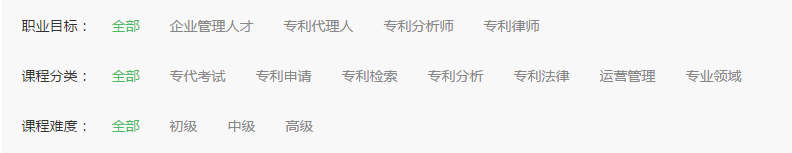 职业目标： 全部 企业管理人才 专利代理人 专利分析师 专利律师
课程分类： 全部 专代考试 专利申请 专利检索 专利分析 专利法律 运营管理 专业领域
课程难度： 全部 初级 中级 高级